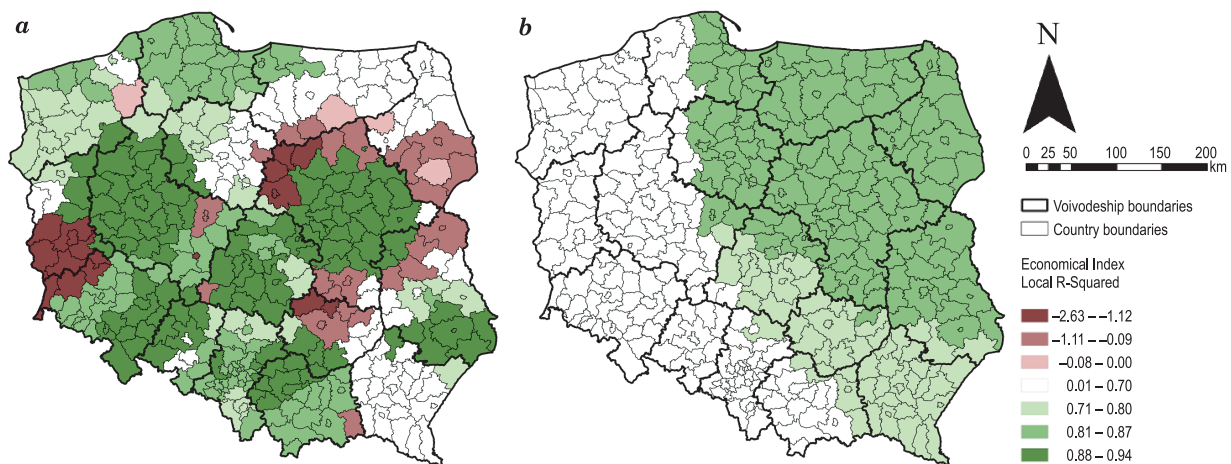 a
b
N
0 25 50 100 150 200
km
Voivodeship boundaries
Country boundaries
Economical Index
Local R-Squared
–2.63 – –1.12
–1.11 – –0.09
–0.08 – 0.00
0.01 – 0.70
0.71 – 0.80
0.81 – 0.87
0.88 – 0.94